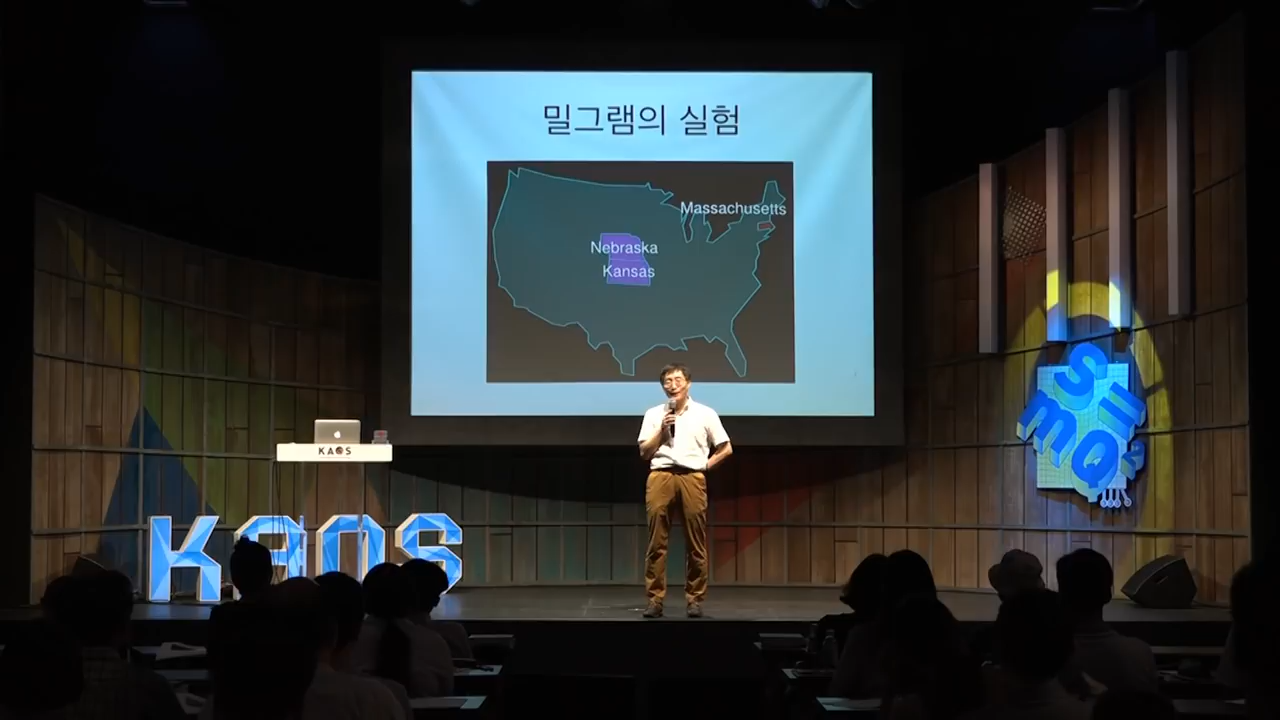 밀그램의 실험
Massachusetts
Nebraska
Kansas
KAOS
KAOS